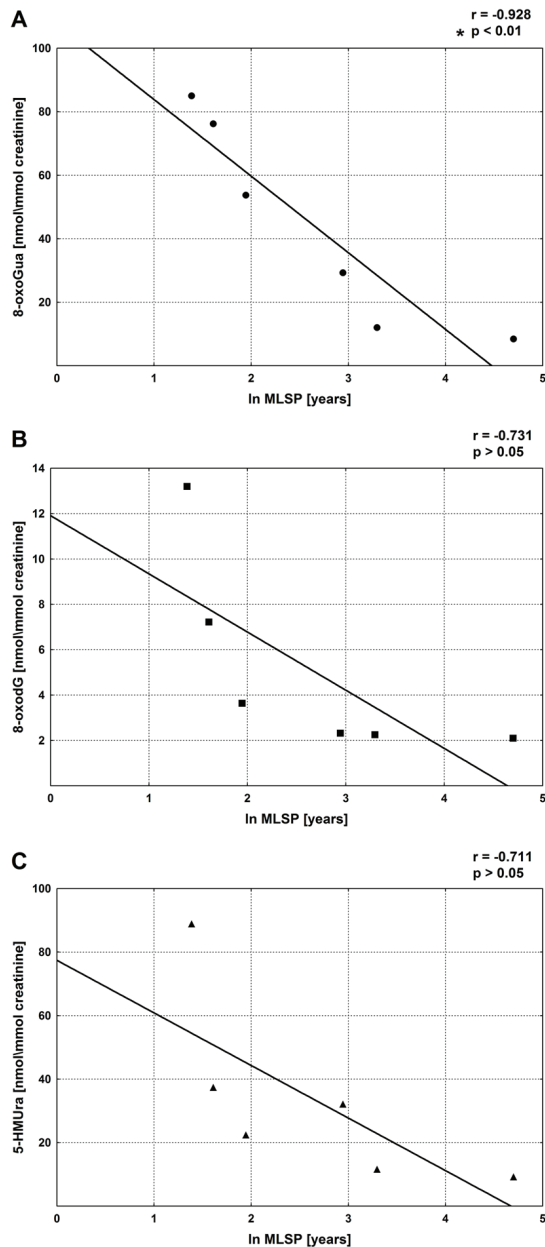 A
r = -0.928
* p < 0.01
8-oxoGua [nmol\mmol creatinine]
100
80
60
40
20
0 1 2 3 4 5
ln MLSP [years]
B
r = -0.731
p > 0.05
8-oxodG [nmol\mmol creatinine]
14
12
10
8
6
4
2
0 1 2 3 4 5
ln MLSP [years]
C
r = -0.711
p > 0.05
5-HMUra [nmol\mmol creatinine]
100
80
60
40
20
0 1 2 3 4 5
ln MLSP [years]